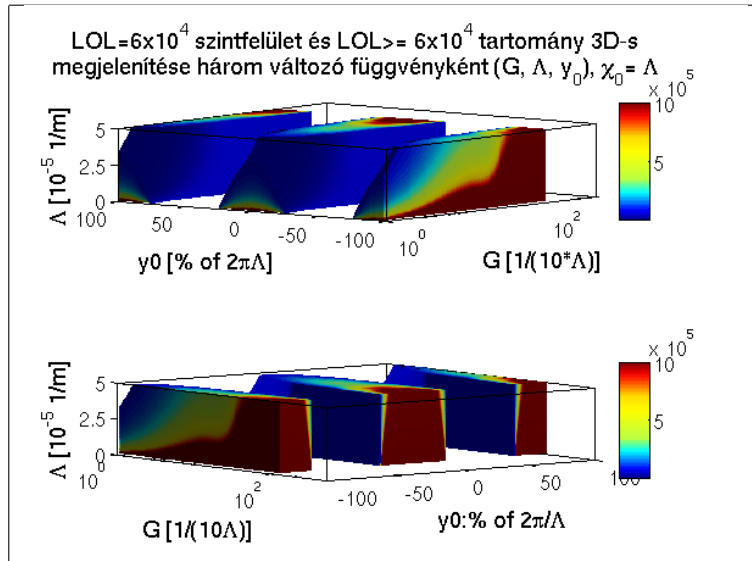 LOL=6x10^4 szintfelület és LOL>= 6x10^4 tartomány 3D-s
megjelenítése három változó függvényként (G, Λ, y_0), χ_0= Λ
x 10^5
10
5
Λ [10^-5 1/m]
5
2.5
0
100
50
0
-50
-100
y0 [% of 2πΛ]
10^0
10^2
G [1/(10*Λ)]
x 10^5
10
5
Λ [10^-5 1/m]
5
2.5
0
10^0
10^2
G [1/(10Λ)]
-100
-50
0
50
100
y0:% of 2π/Λ